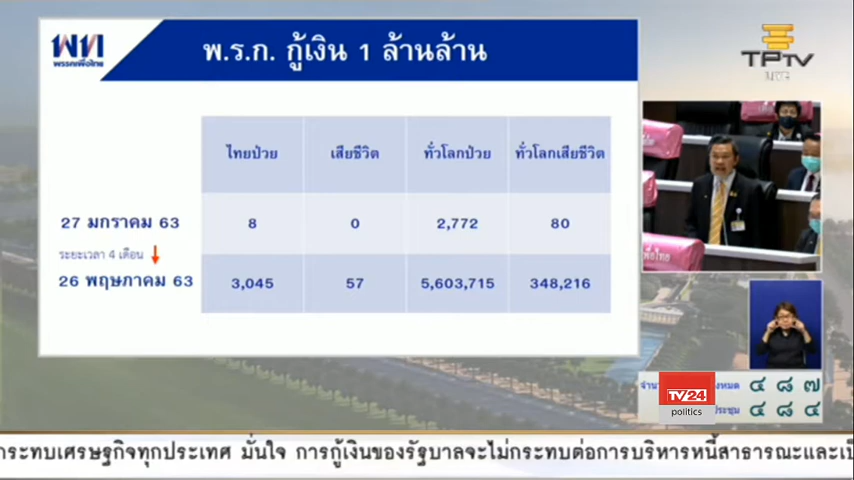 พท
พรรคเพื่อไทย
พ.ร.ก. กู้เงิน 1 ล้านล้าน
TPTV
LIVE
ไทยป่วย เสียชีวิต ทั่วโลกป่วย ทั่วโลกเสียชีวิต
27 มกราคม 63 8 0 2,772 80
ระยะเวลา 4 เดือน
26 พฤษภาคม 63 3,045 57 5,603,715 348,216
๔๘๗
๔๘๔
TV24
politics
กระทบเศรษฐกิจทุกประเทศ มั่นใจ การกู้เงินของรัฐบาลจะไม่กระทบต่อการบริหารหนี้สาธารณะและเป็